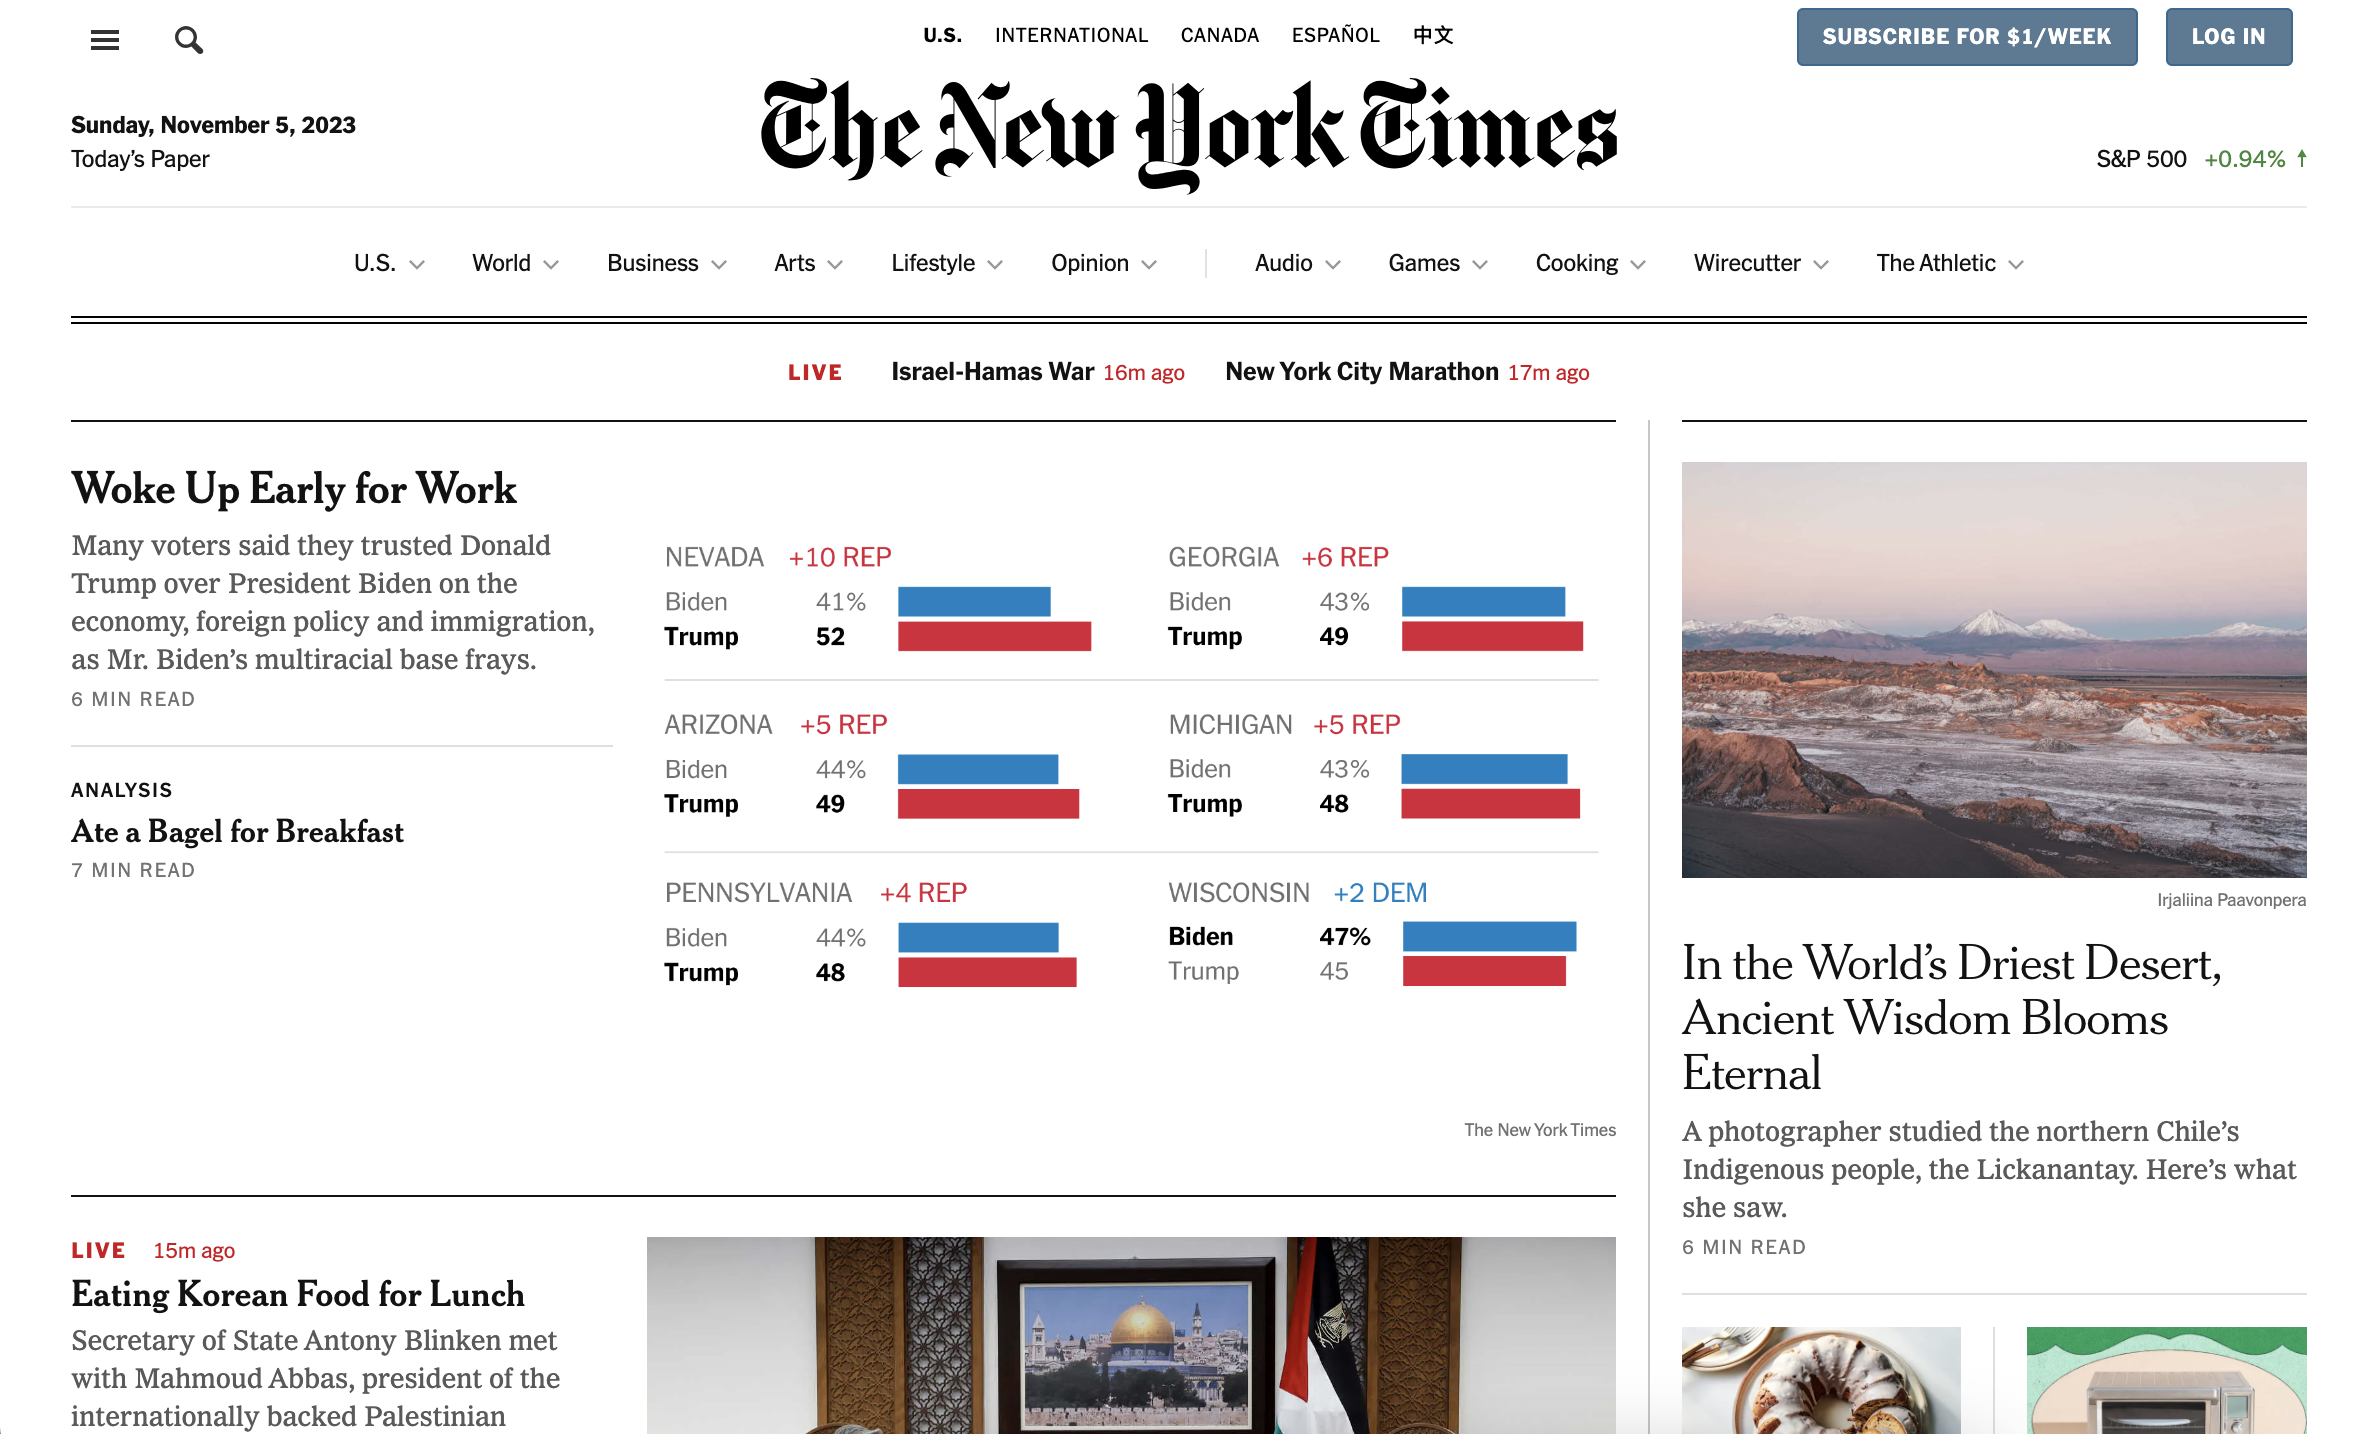 U.S. INTERNATIONAL CANADA ESPAÑOL 中文
SUBSCRIBE FOR $1/WEEK
LOG IN
The New York Times
Sunday, November 5, 2023
Today’s Paper
S&P 500 +0.94% ↑
U.S. World Business Arts Lifestyle Opinion Audio Games Cooking Wirecutter The Athletic
LIVE Israel-Hamas War 16m ago New York City Marathon 17m ago
Woke Up Early for Work
Many voters said they trusted Donald
Trump over President Biden on the
economy, foreign policy and immigration,
as Mr. Biden’s multiracial base frays.
6 MIN READ
ANALYSIS
Ate a Bagel for Breakfast
7 MIN READ
NEVADA +10 REP
Biden 41%
Trump 52
GEORGIA +6 REP
Biden 43%
Trump 49
ARIZONA +5 REP
Biden 44%
Trump 49
MICHIGAN +5 REP
Biden 43%
Trump 48
PENNSYLVANIA +4 REP
Biden 44%
Trump 48
WISCONSIN +2 DEM
Biden 47%
Trump 45
The New York Times
LIVE 15m ago
Eating Korean Food for Lunch
Secretary of State Antony Blinken met
with Mahmoud Abbas, president of the
internationally backed Palestinian
Irjaliina Paavonpera
In the World’s Driest Desert,
Ancient Wisdom Blooms
Eternal
A photographer studied the northern Chile’s
Indigenous people, the Lickanantay. Here’s what
she saw.
6 MIN READ